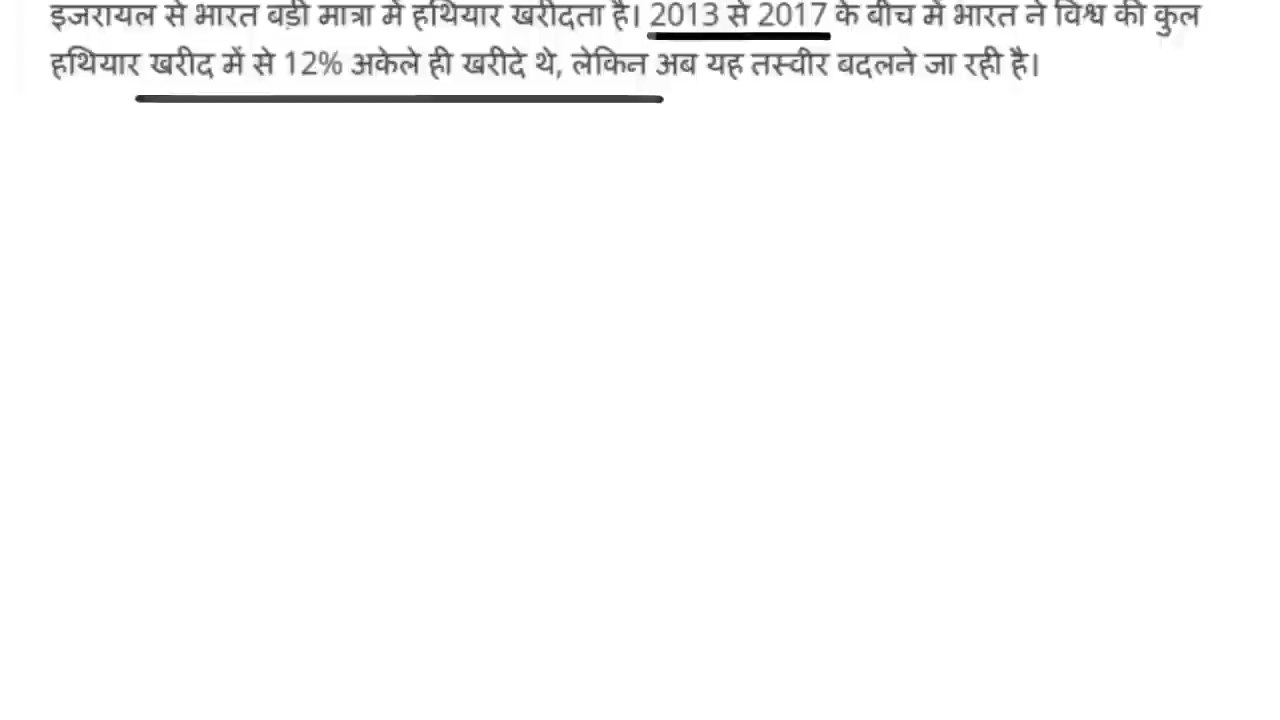 इजरायल से भारत बड़ी मात्रा में हथियार खरीदता है। 2013 से 2017 के बीच में भारत ने विश्व की कुल
हथियार खरीद में से 12% अकेले ही खरीदे थे, लेकिन अब यह तस्वीर बदलने जा रही है।